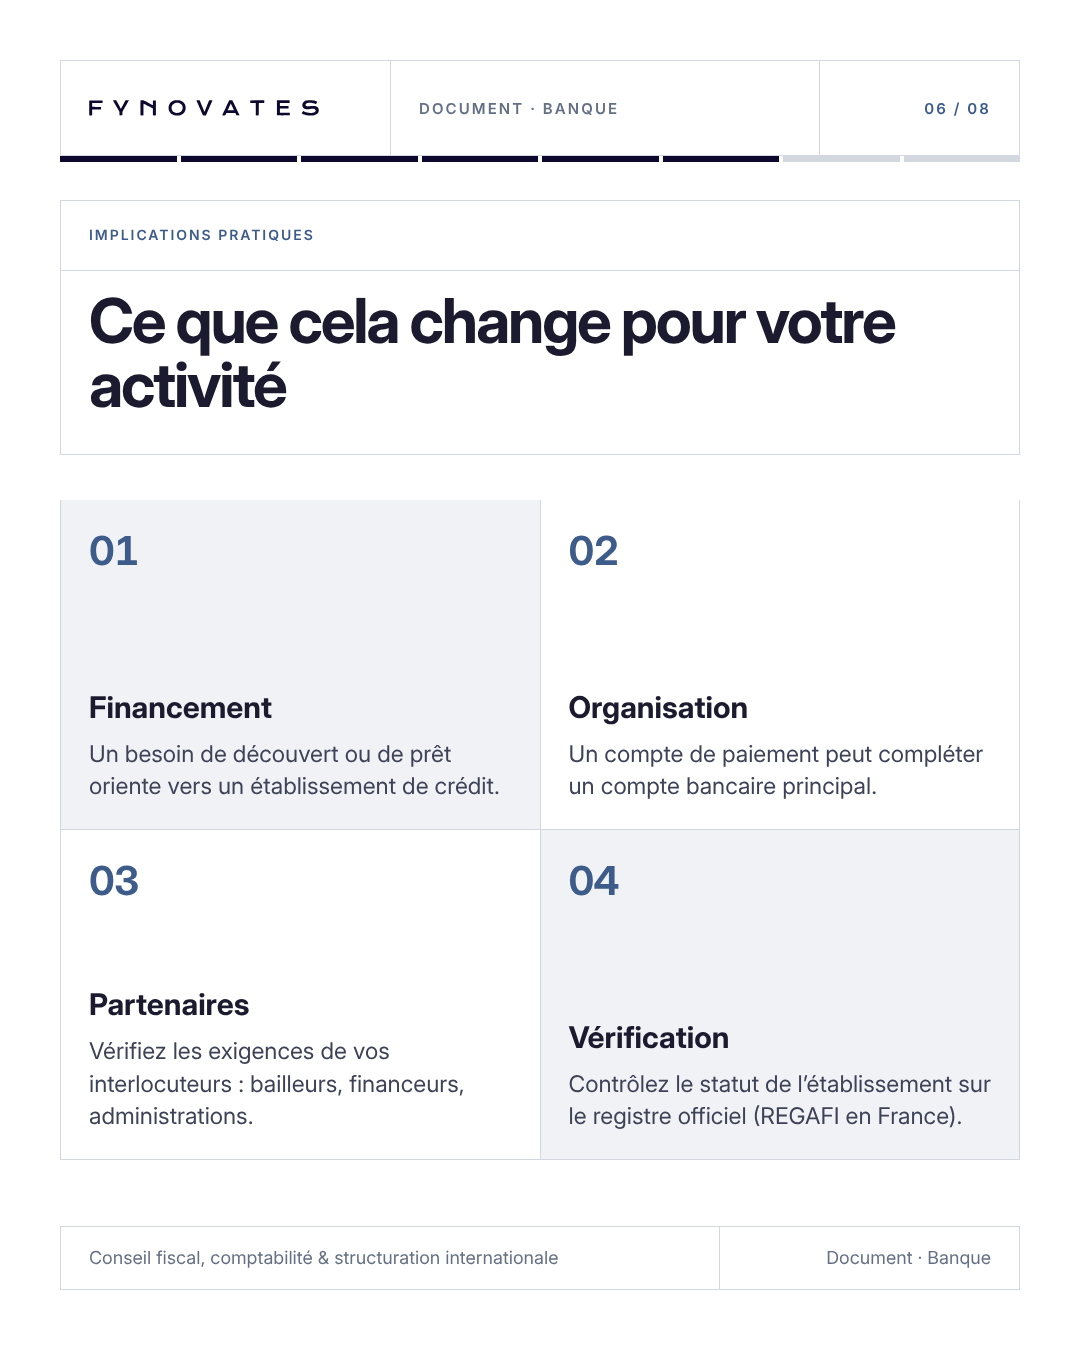 FYNOVATES
DOCUMENT · BANQUE
06 / 08
IMPLICATIONS PRATIQUES
Ce que cela change pour votre
activité
01
Financement
Un besoin de découvert ou de prêt
oriente vers un établissement de crédit.
02
Organisation
Un compte de paiement peut compléter
un compte bancaire principal.
03
Partenaires
Vérifiez les exigences de vos
interlocuteurs : bailleurs, financeurs,
administrations.
04
Vérification
Contrôlez le statut de l’établissement sur
le registre officiel (REGAFI en France).
Conseil fiscal, comptabilité & structuration internationale
Document · Banque